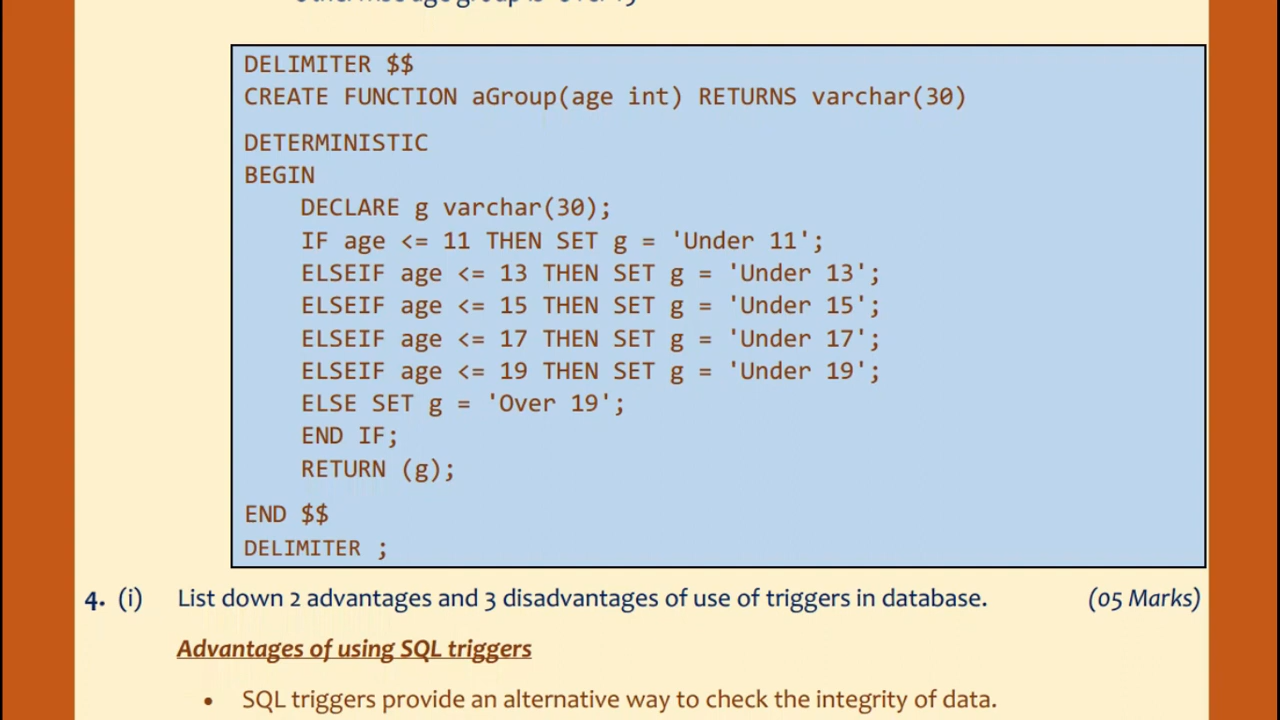 DELIMITER $$
CREATE FUNCTION aGroup(age int) RETURNS varchar(30)
DETERMINISTIC
BEGIN
DECLARE g varchar(30);
IF age <= 11 THEN SET g = 'Under 11';
ELSEIF age <= 13 THEN SET g = 'Under 13';
ELSEIF age <= 15 THEN SET g = 'Under 15';
ELSEIF age <= 17 THEN SET g = 'Under 17';
ELSEIF age <= 19 THEN SET g = 'Under 19';
ELSE SET g = 'Over 19';
END IF;
RETURN (g);
END $$
DELIMITER ;
4. (i) List down 2 advantages and 3 disadvantages of use of triggers in database. (05 Marks)
Advantages of using SQL triggers
• SQL triggers provide an alternative way to check the integrity of data.